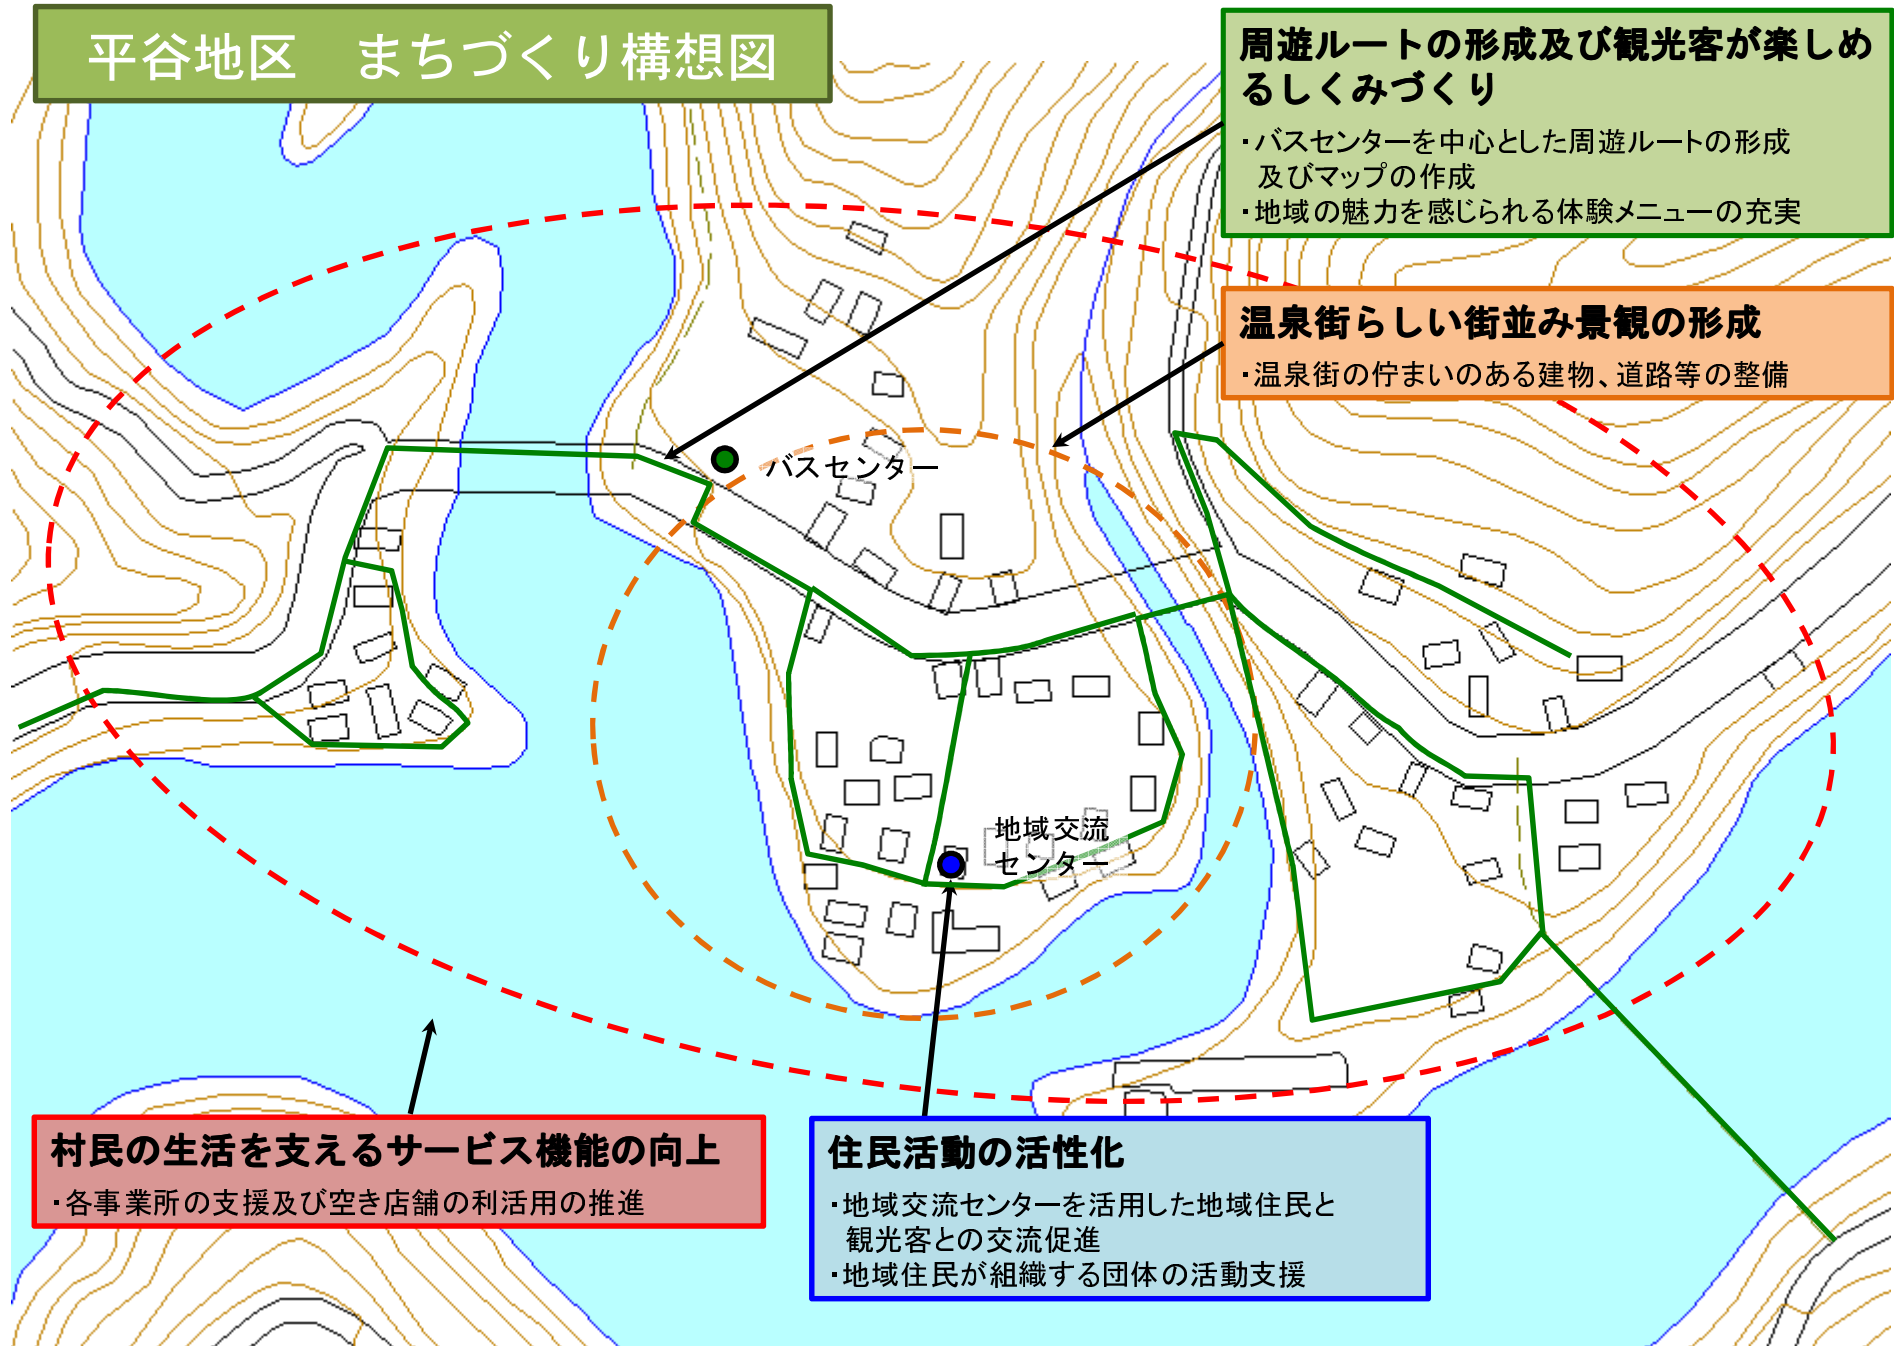 平谷地区　まちづくり構想図
周遊ルートの形成及び観光客が楽しめ
るしくみづくり
・バスセンターを中心とした周遊ルートの形成
及びマップの作成
・地域の魅力を感じられる体験メニューの充実
温泉街らしい街並み景観の形成
・温泉街の佇まいのある建物、道路等の整備
バスセンター
地域交流
センター
村民の生活を支えるサービス機能の向上
・各事業所の支援及び空き店舗の利活用の推進
住民活動の活性化
・地域交流センターを活用した地域住民と
観光客との交流促進
・地域住民が組織する団体の活動支援